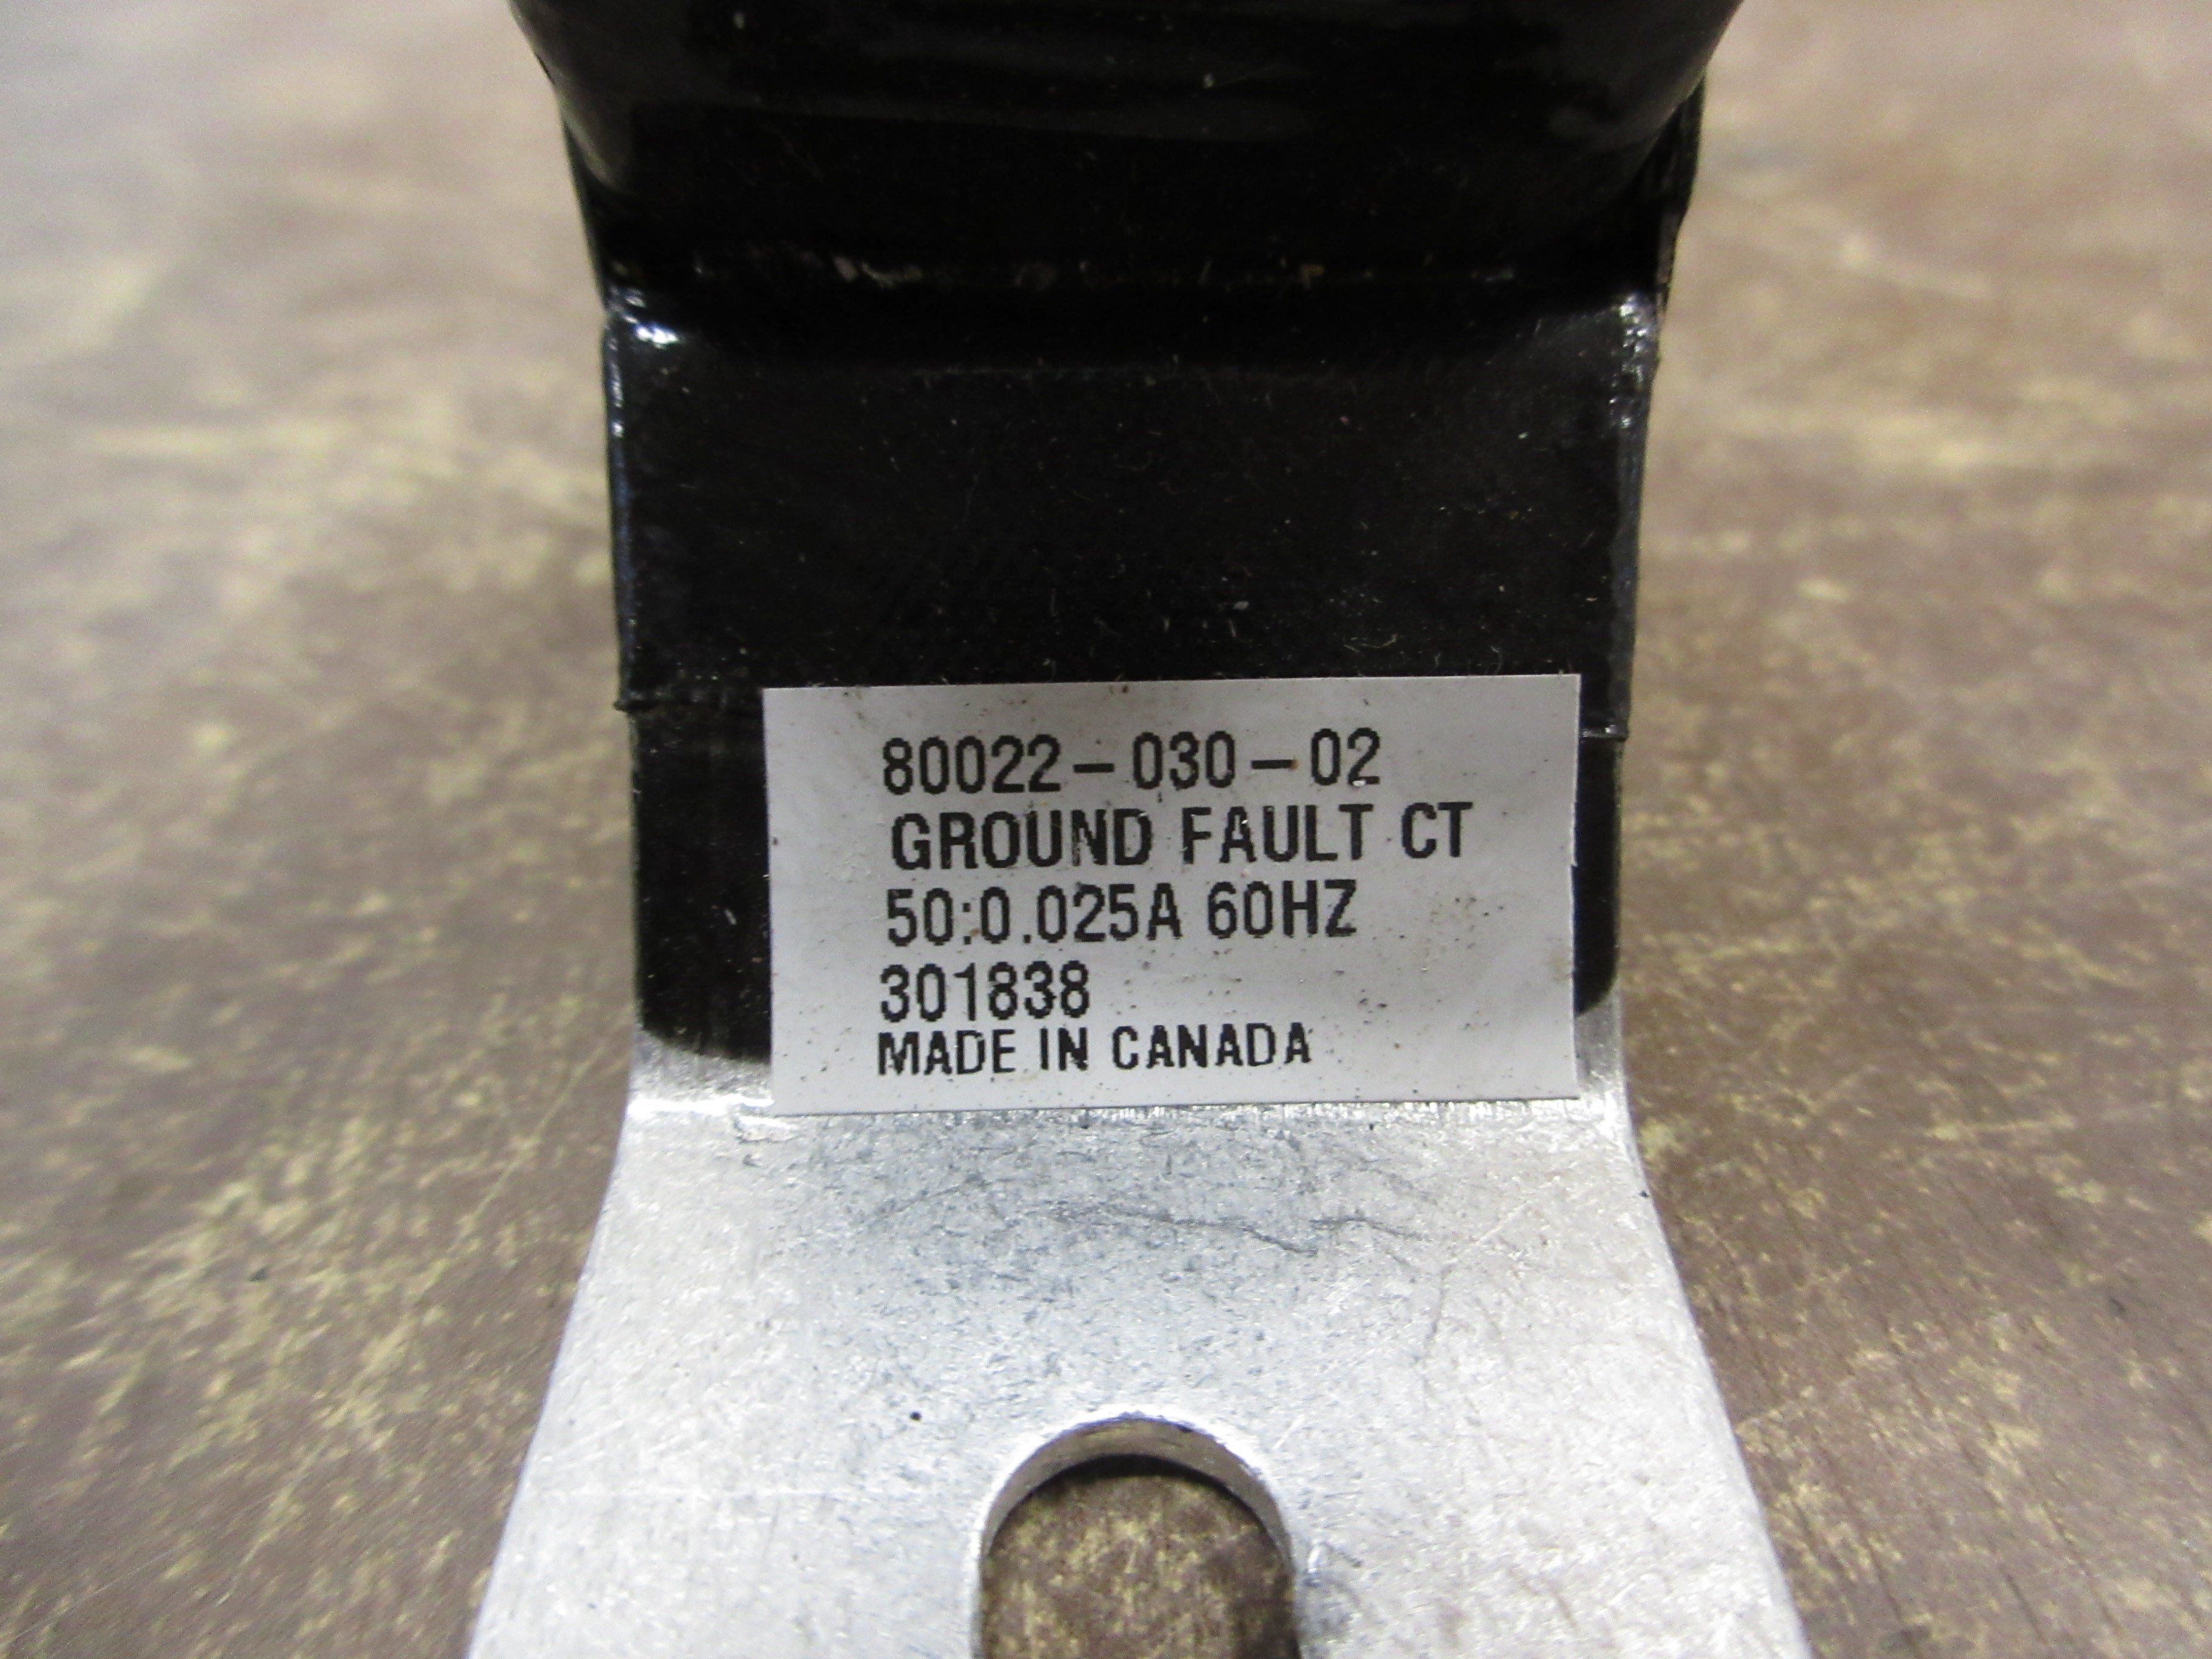 80022-030-02
GROUND FAULT CT
50:0.025A 60HZ
301838
MADE IN CANADA